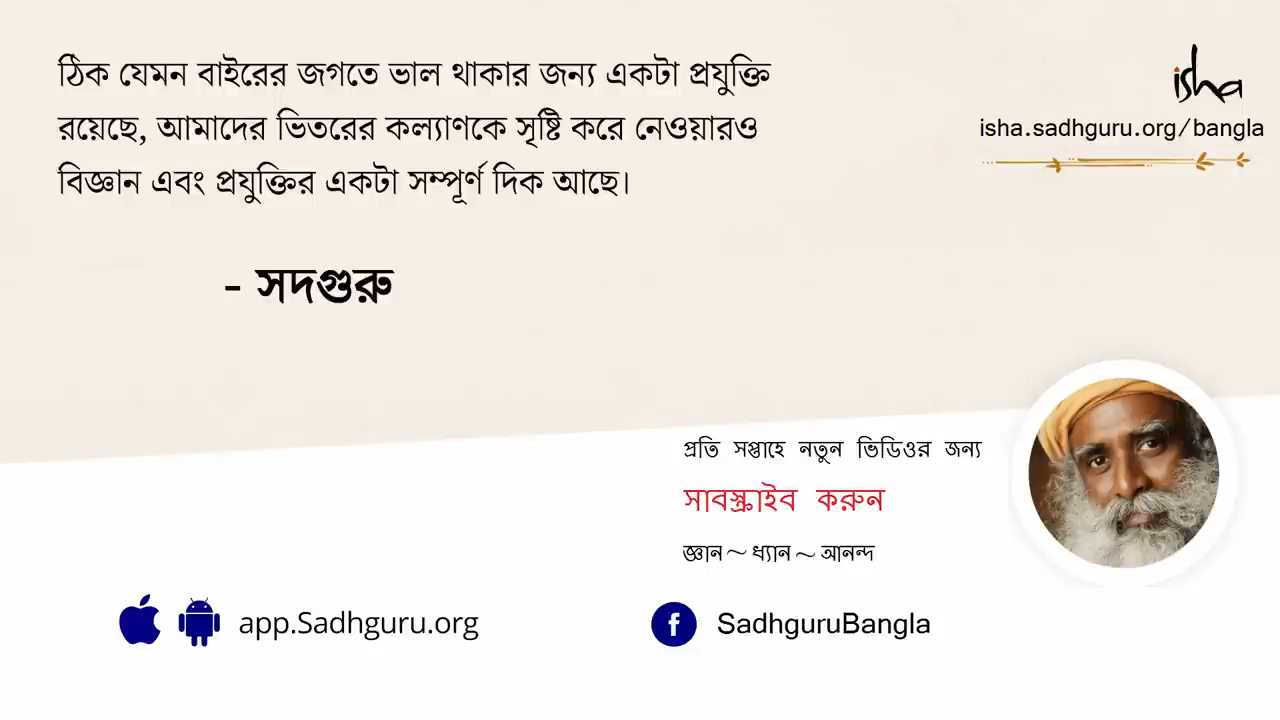 ঠিক যেমন বাইরের জগতে ভাল থাকার জন্য একটা প্রযুক্তি
রয়েছে, আমাদের ভিতরের কল্যাণকে সৃষ্টি করে নেওয়ারও
বিজ্ঞান এবং প্রযুক্তির একটা সম্পূর্ণ দিক আছে।
- সদগুরু
isha
isha.sadhguru.org/bangla
প্রতি সপ্তাহে নতুন ভিডিওর জন্য
সাবস্ক্রাইব করুন
জ্ঞান ~ ধ্যান ~ আনন্দ
app.Sadhguru.org
f SadhguruBangla